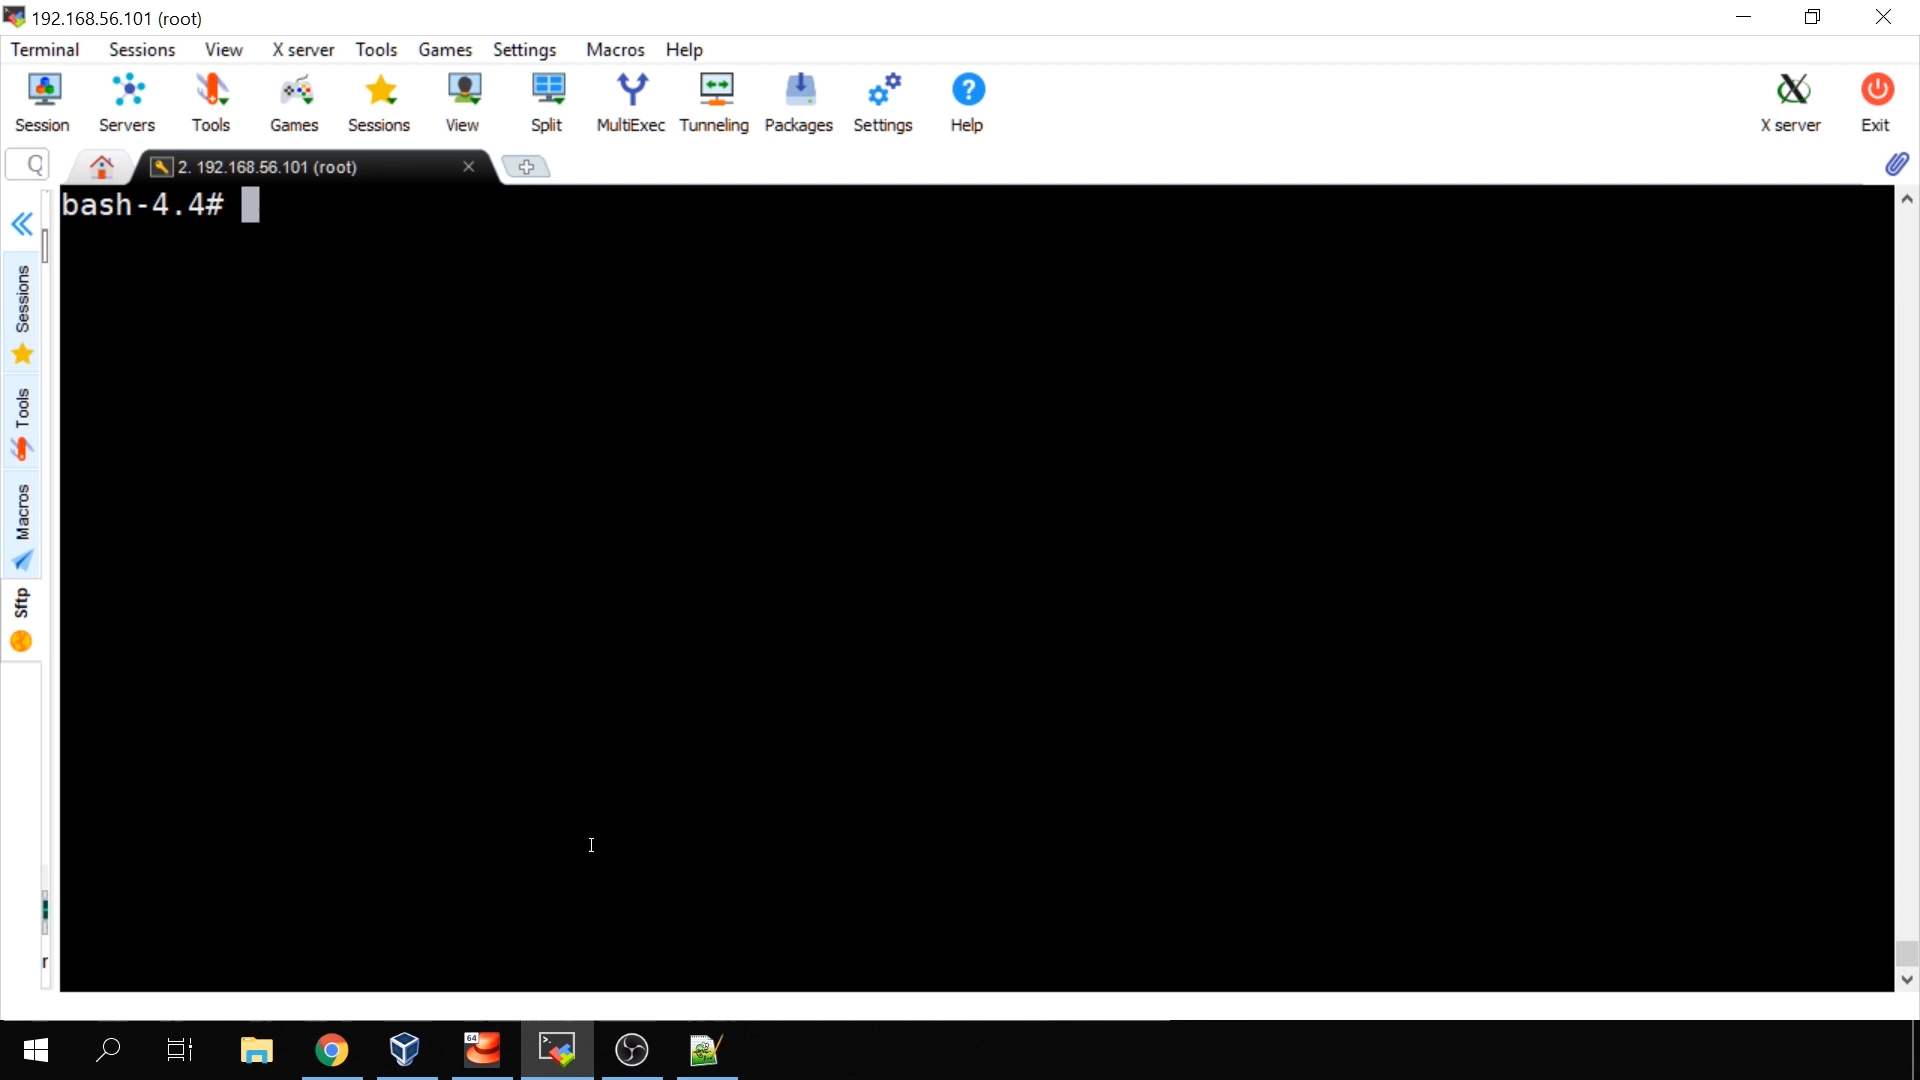 192.168.56.101 (root)
Terminal Sessions View X server Tools Games Settings Macros Help
Session Servers Tools Games Sessions View Split MultiExec Tunneling Packages Settings Help X server Exit
2. 192.168.56.101 (root)
bash-4.4#
Sessions
Tools
Macros
Sftp
r
64